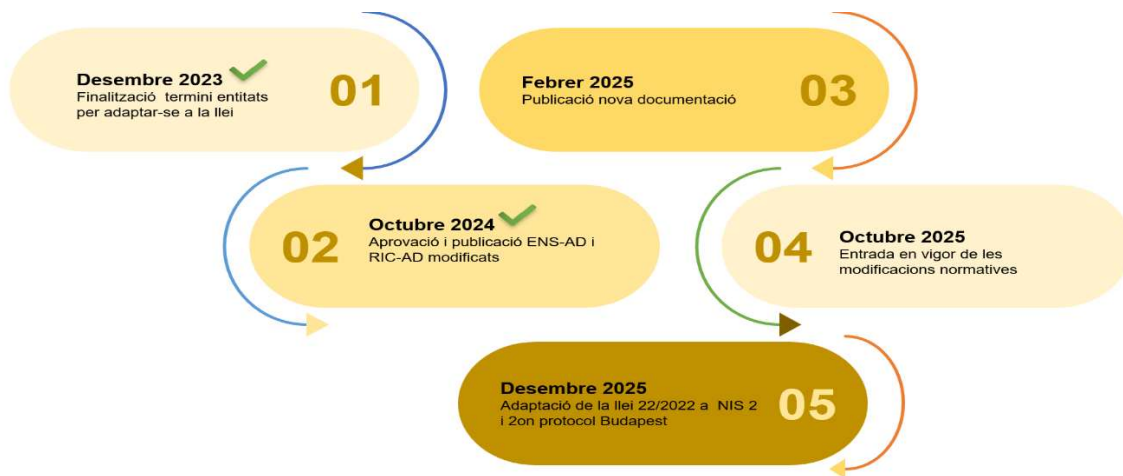 Desembre 2023
Finalització termini entitats
per adaptar-se a la llei
01
Octubre 2024
Aprovació i publicació ENS-AD i
RIC-AD modificats
02
Febrer 2025
Publicació nova documentació
03
Octubre 2025
Entrada en vigor de les
modificacions normatives
04
Desembre 2025
Adaptació de la llei 22/2022 a NIS 2
i 2on protocol Budapest
05